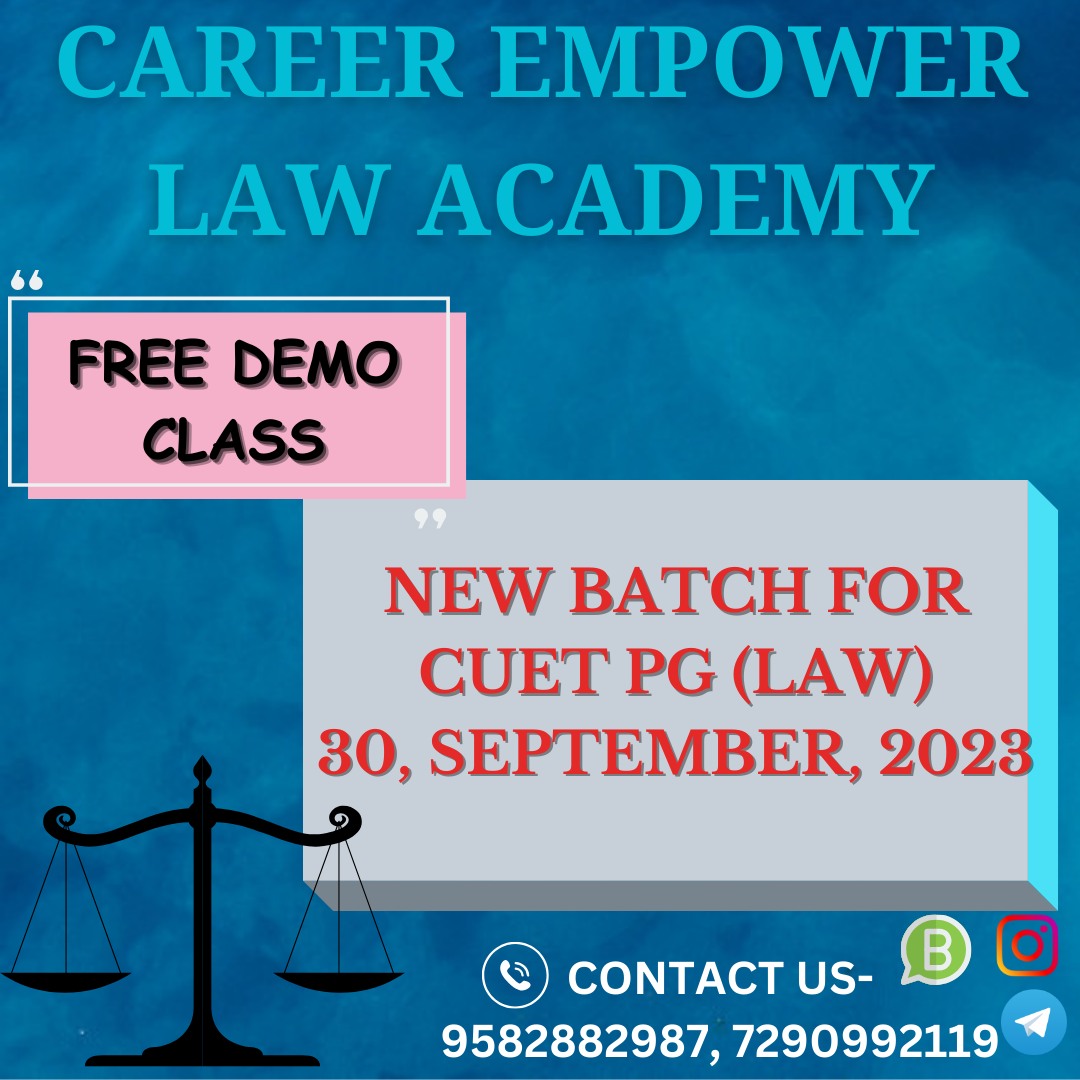 CAREER EMPOWER
LAW ACADEMY
“
FREE DEMO
CLASS
”
NEW BATCH FOR
CUET PG (LAW)
30, SEPTEMBER, 2023
CONTACT US-
B
9582882987, 7290992119